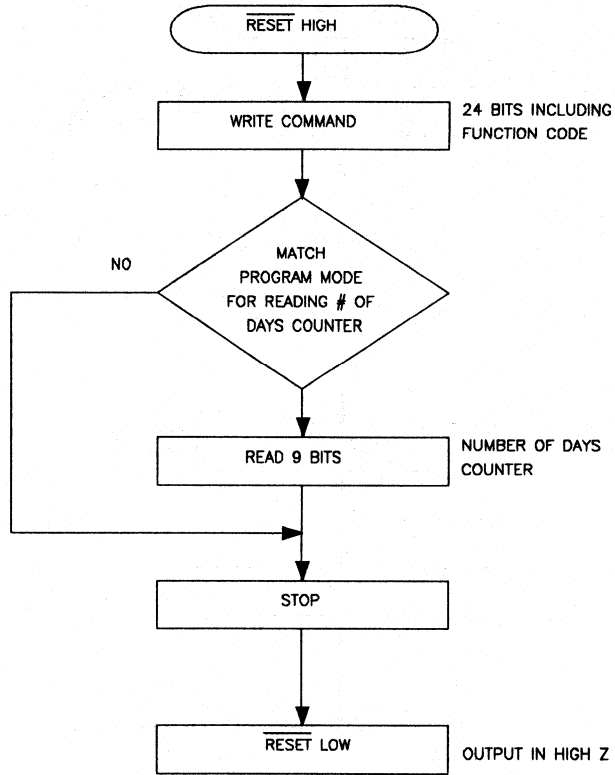 RESET HIGH
WRITE COMMAND
24 BITS INCLUDING
FUNCTION CODE
NO
MATCH
PROGRAM MODE
FOR READING # OF
DAYS COUNTER
READ 9 BITS
NUMBER OF DAYS
COUNTER
STOP
RESET LOW
OUTPUT IN HIGH Z